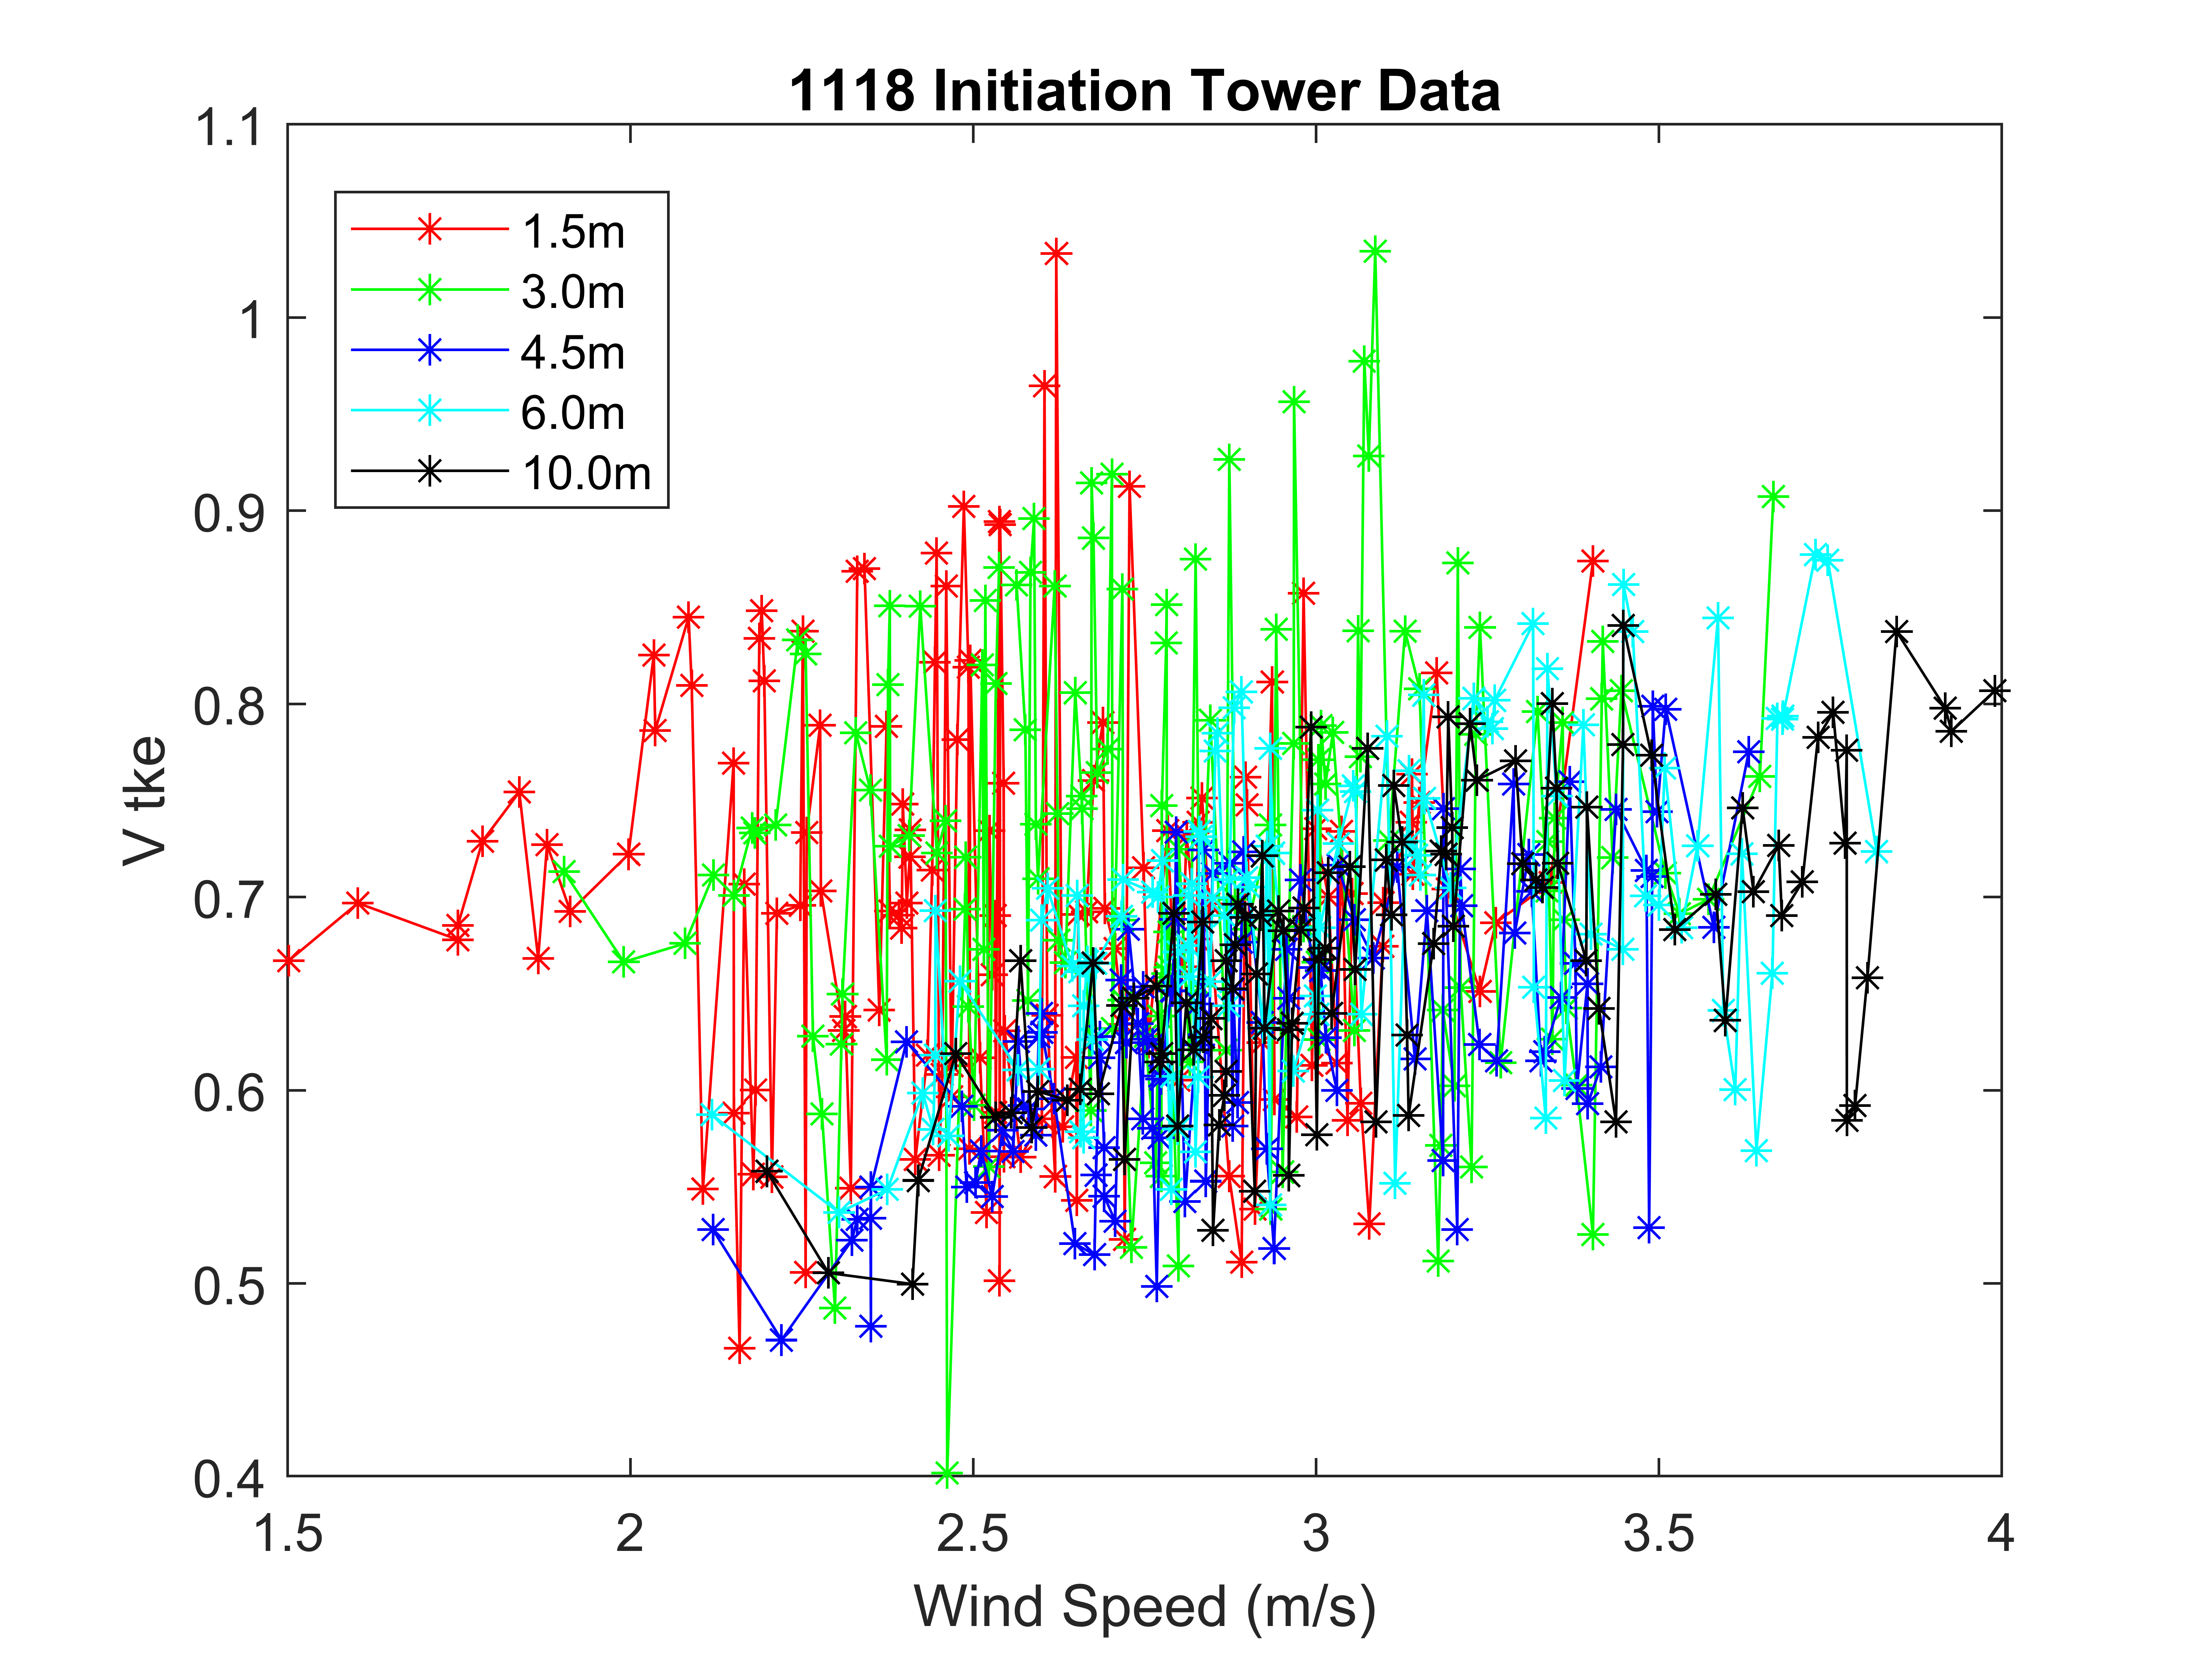 1118 Initiation Tower Data
1.1
1
0.9
0.8
0.7
0.6
0.5
0.4
V tke
1.5m
3.0m
4.5m
6.0m
10.0m
1.5
2
2.5
3
3.5
4
Wind Speed (m/s)